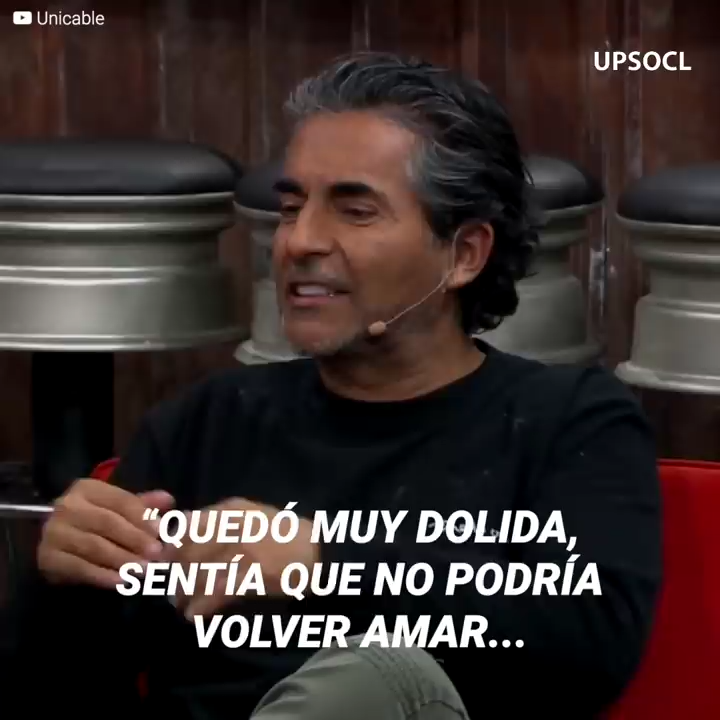 Unicable
UPSOCL
“QUEDÓ MUY DOLIDA,
SENTÍA QUE NO PODRÍA
VOLVER AMAR...